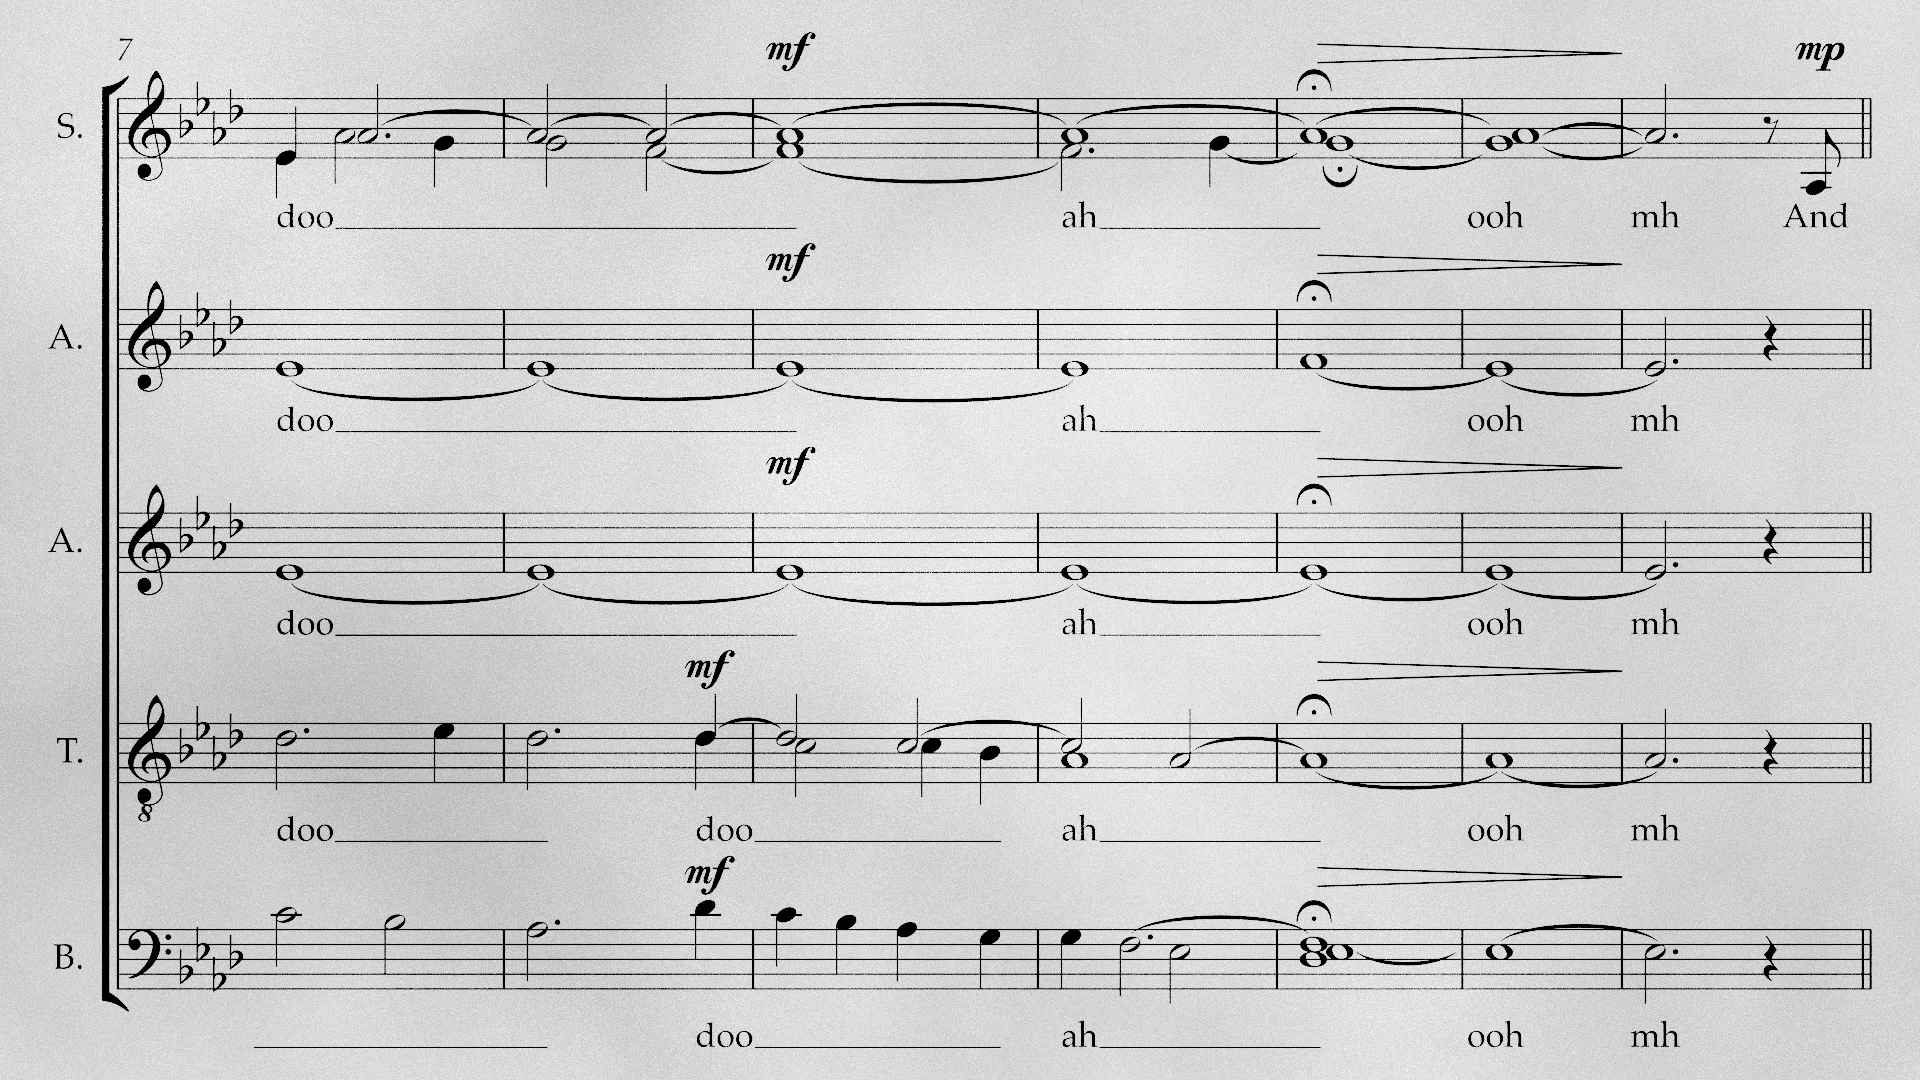 7
mf mp
S.
doo ah ooh mh And
mf
A.
doo ah ooh mh
mf
A.
doo ah ooh mh
mf
T.
8
doo doo ah ooh mh
mf
B.
doo ah ooh mh